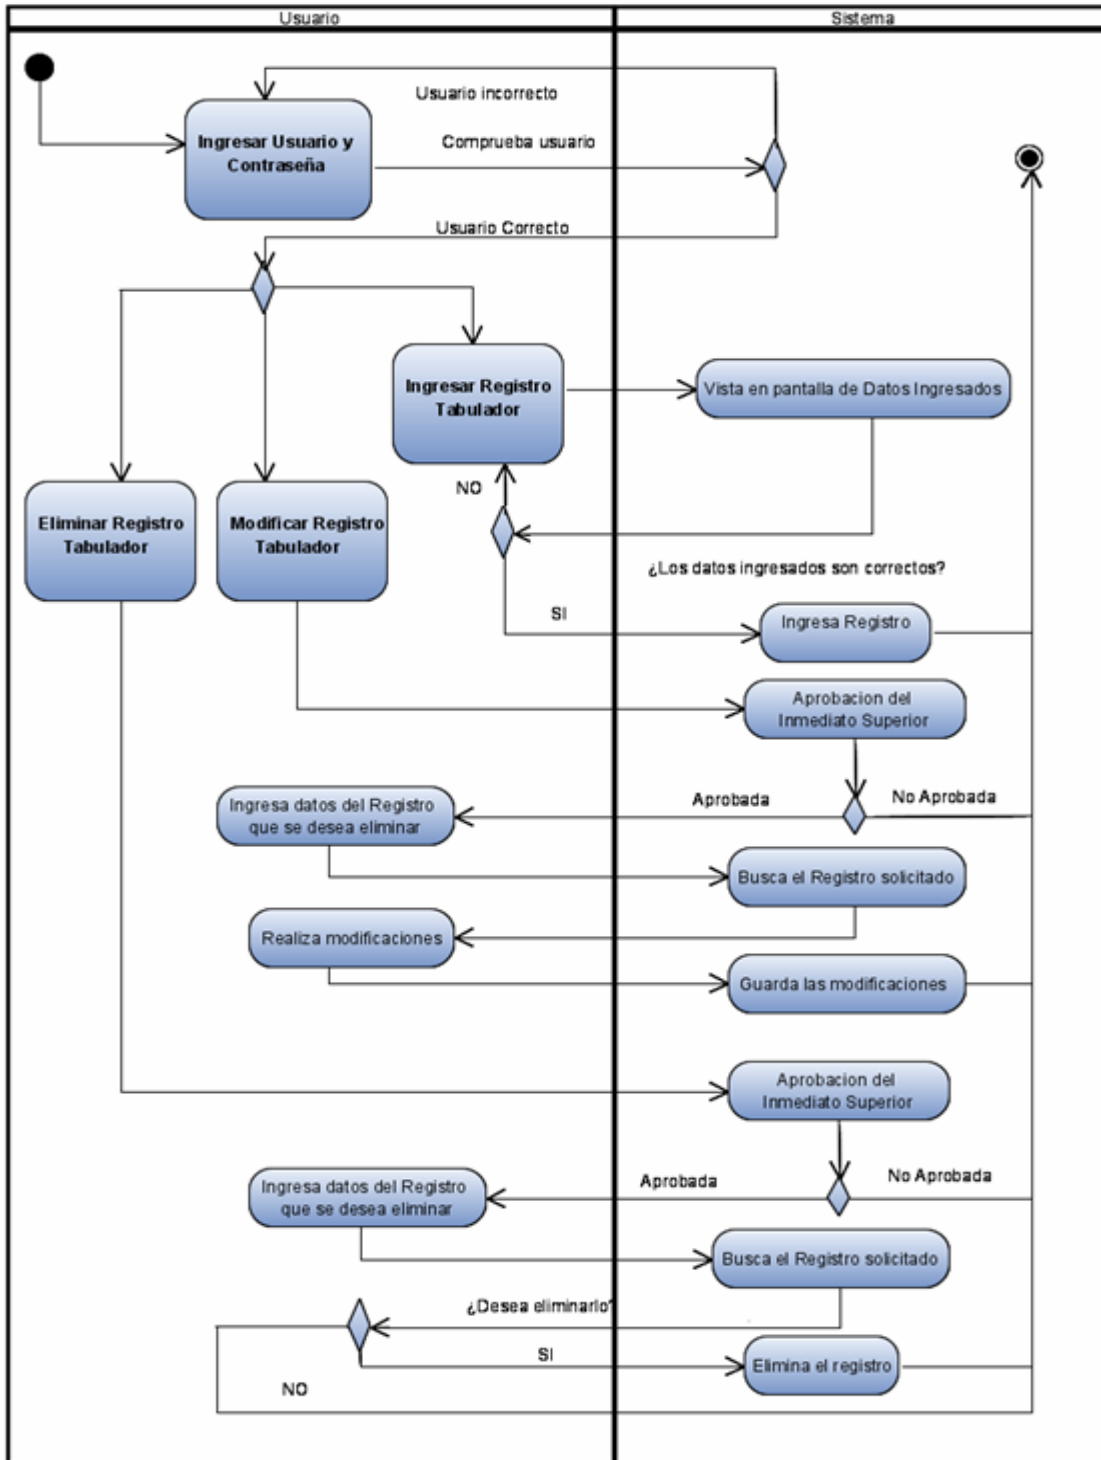 Usuario
Sistema
Usuario incorrecto
Ingresar Usuario y
Contraseña
Comprueba usuario
Usuario Correcto
Ingresar Registro
Tabulador
Vista en pantalla de Datos Ingresados
NO
Eliminar Registro
Tabulador
Modificar Registro
Tabulador
¿Los datos ingresados son correctos?
SI
Ingresa Registro
Aprobacion del
Inmediato Superior
Aprobada
No Aprobada
Ingresa datos del Registro
que se desea eliminar
Busca el Registro solicitado
Realiza modificaciones
Guarda las modificaciones
Aprobacion del
Inmediato Superior
Aprobada
No Aprobada
Ingresa datos del Registro
que se desea eliminar
Busca el Registro solicitado
¿Desea eliminarlo?
SI
Elimina el registro
NO